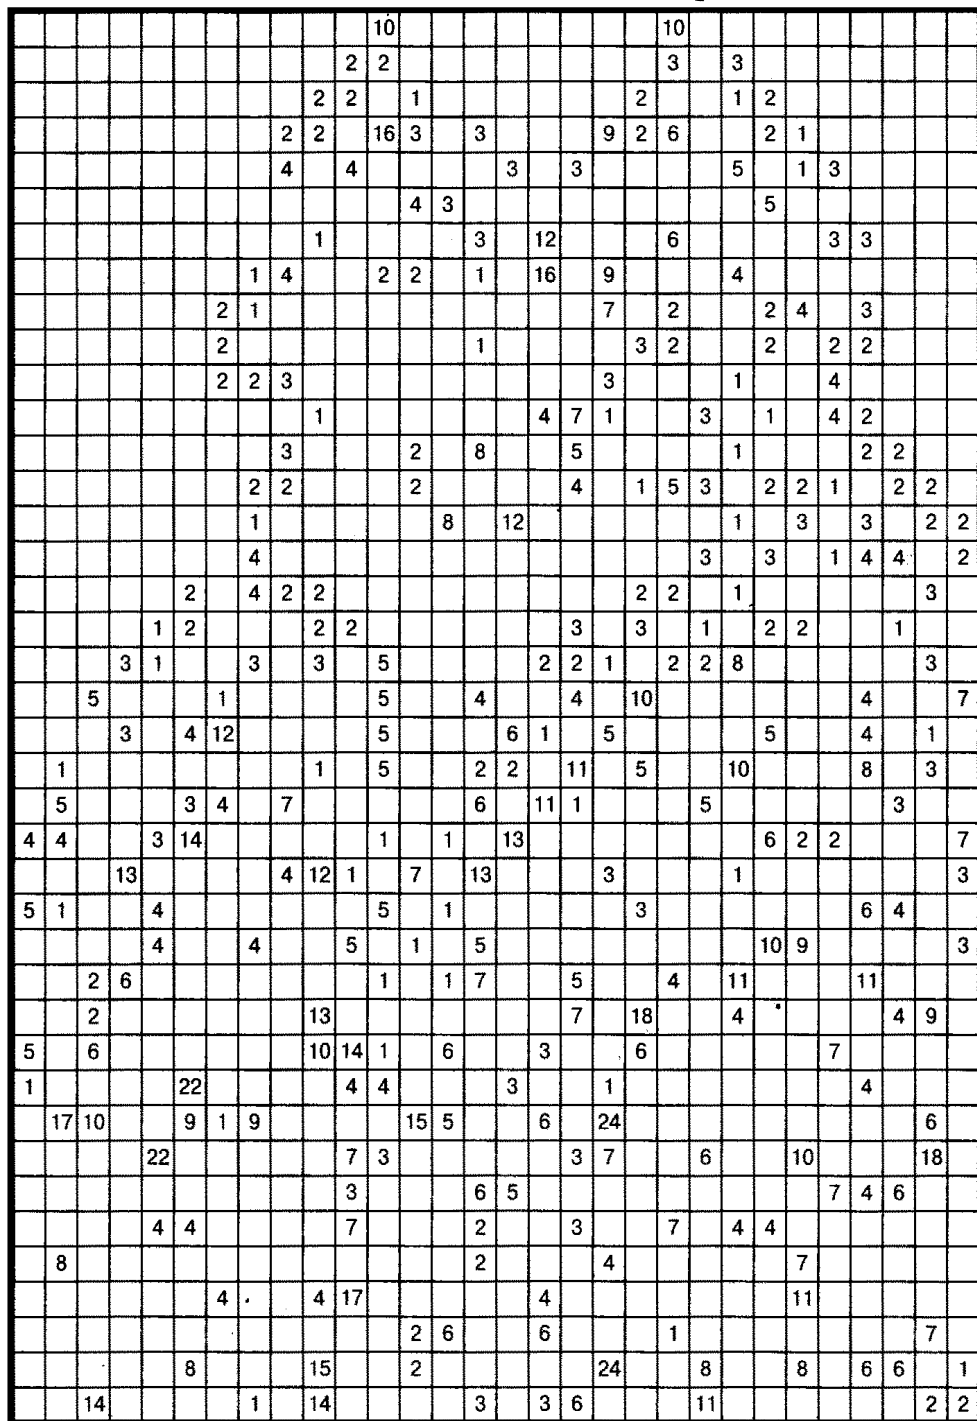 10 10
2 2 3 3
2 2 1 2 1 2
2 2 16 3 3 9 2 6 2 1
4 4 3 3 5 1 3
4 3 5
1 3 12 6 3 3
1 4 2 2 1 16 9 4
2 1 7 2 2 4 3
2 1 3 2 2 2 2
2 2 3 3 1 4
1 4 7 1 3 1 4 2
3 2 8 5 1 2 2
2 2 2 4 1 5 3 2 2 1 2 2
1 8 12 1 3 3 2 2
4 3 3 1 4 4 2
2 4 2 2 2 2 1 3
1 2 2 2 3 3 1 2 2 1
3 1 3 3 5 2 2 1 2 2 8 3
5 1 5 4 4 10 4 7
3 4 12 5 6 1 5 5 4 1
1 1 5 2 2 11 5 10 8 3
5 3 4 7 6 11 1 5 3
4 4 3 14 1 1 13 6 2 2 7
13 4 12 1 7 13 3 1 3
5 1 4 5 1 3 6 4
4 4 5 1 5 10 9 3
2 6 1 1 7 5 4 11 11
2 13 7 18 4 4 9
5 6 10 14 1 6 3 6 7
1 22 4 4 3 1 4
17 10 9 1 9 15 5 6 24 6
22 7 3 3 7 6 10 18
3 6 5 7 4 6
4 4 7 2 3 7 4 4
8 2 4 7
4 4 17 4 11
2 6 6 1 7
8 15 2 24 8 8 6 6 1
14 1 14 3 3 6 11 2 2